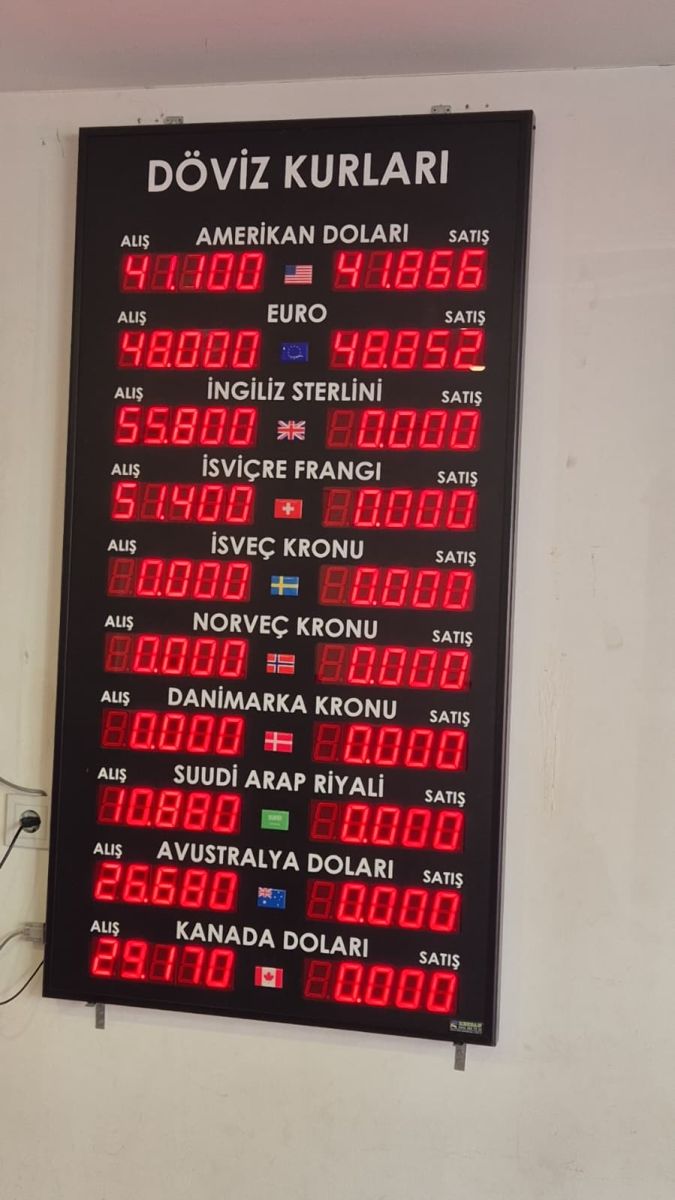 DÖVİZ KURLARI
ALIŞ AMERİKAN DOLARI SATIŞ
41.100 41.866
ALIŞ EURO SATIŞ
48.000 48.852
ALIŞ İNGİLİZ STERLİNİ SATIŞ
55.800 0.000
ALIŞ İSVİÇRE FRANGI SATIŞ
51.400 0.000
ALIŞ İSVEÇ KRONU SATIŞ
0.000 0.000
ALIŞ NORVEÇ KRONU SATIŞ
0.000 0.000
ALIŞ DANİMARKA KRONU SATIŞ
0.000 0.000
ALIŞ SUUDİ ARAP RİYALİ SATIŞ
10.880 0.000
ALIŞ AVUSTRALYA DOLARI SATIŞ
26.680 0.000
ALIŞ KANADA DOLARI SATIŞ
29.170 0.000